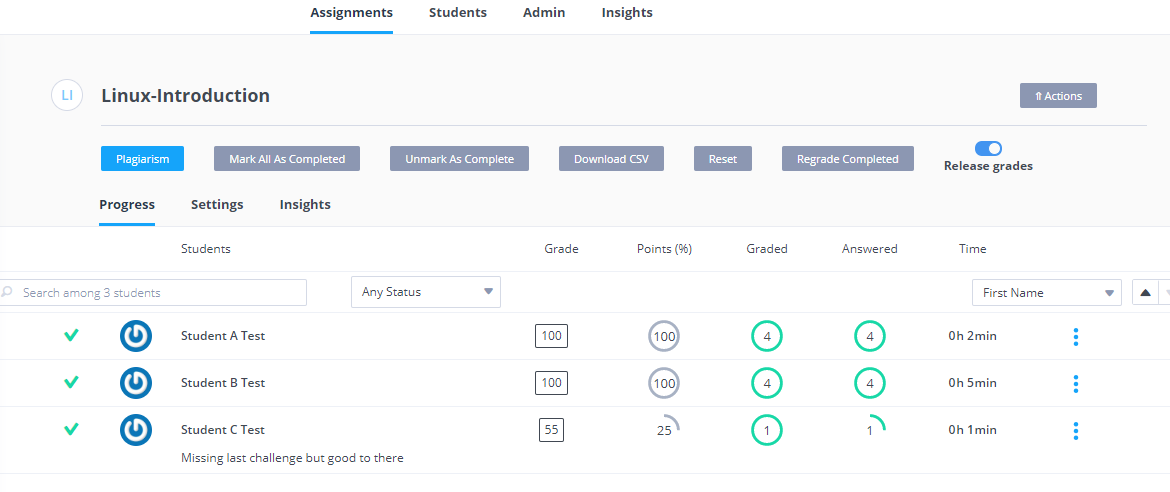 Assignments Students Admin Insights
LI Linux-Introduction ⇑Actions
Plagiarism Mark All As Completed Unmark As Complete Download CSV Reset Regrade Completed Release grades
Progress Settings Insights
Students Grade Points (%) Graded Answered Time
Search among 3 students Any Status First Name
Student A Test 100 100 4 4 0h 2min
Student B Test 100 100 4 4 0h 5min
Student C Test 55 25 1 1 0h 1min
Missing last challenge but good to there